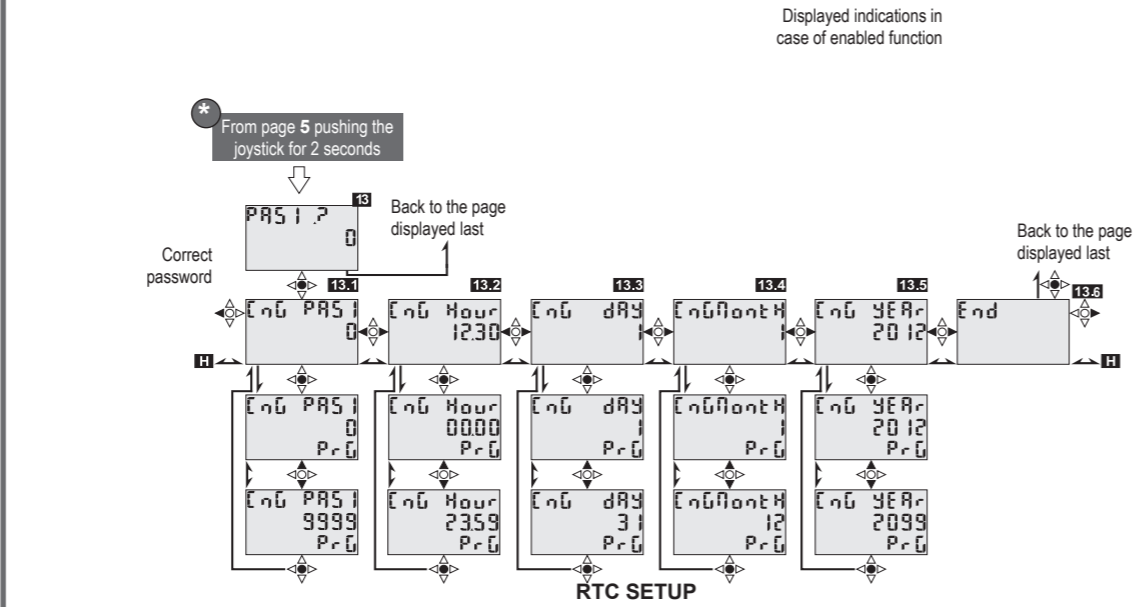 Displayed indications in
case of enabled function
*
From page 5 pushing the
joystick for 2 seconds
13
PAS1.?
0
Back to the page
displayed last
Correct
password
Back to the page
displayed last
13.1
13.2
13.3
13.4
13.5
13.6
CnG PAS1
0
CnG Hour
12.30
CnG dAY
1
CnGMontH
1
CnG YEAr
2012
End
H
H
CnG PAS1
0
PrG
CnG Hour
00.00
PrG
CnG dAY
1
PrG
CnGMontH
1
PrG
CnG YEAr
2012
PrG
CnG PAS1
9999
PrG
CnG Hour
23.59
PrG
CnG dAY
31
PrG
CnGMontH
12
PrG
CnG YEAr
2099
PrG
RTC SETUP